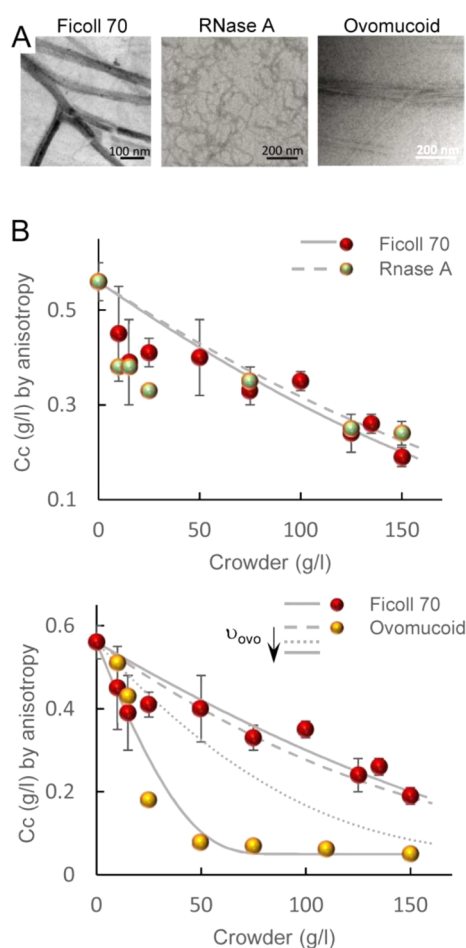 A
Ficoll 70
RNase A
Ovomucoid
100 nm
200 nm
200 nm
B
Ficoll 70
Rnase A
Cc (g/l) by anisotropy
0.5
0.3
0.1
0
50
100
150
Crowder (g/l)
Ficoll 70
Ovomucoid
υovo
Cc (g/l) by anisotropy
0.6
0.4
0.2
0
0
50
100
150
Crowder (g/l)